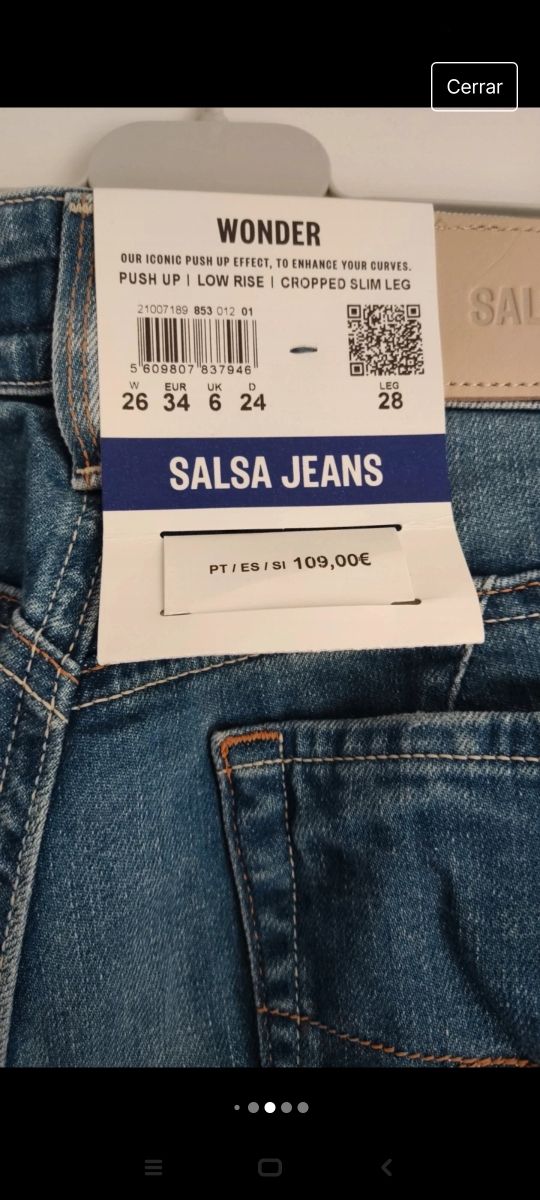 Cerrar
WONDER
OUR ICONIC PUSH UP EFFECT, TO ENHANCE YOUR CURVES.
PUSH UP | LOW RISE | CROPPED SLIM LEG
21007189 853 012 01
5 609807 837946
W EUR UK D LEG
26 34 6 24 28
SAL
SALSA JEANS
PT / ES / SI 109,00€